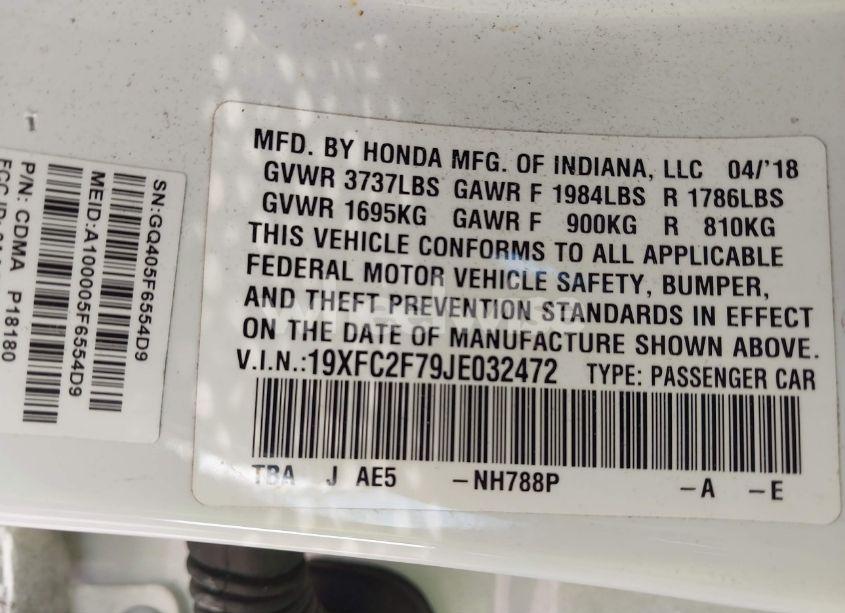 MFD. BY HONDA MFG. OF INDIANA, LLC 04/'18
GVWR 3737LBS GAWR F 1984LBS R 1786LBS
GVWR 1695KG GAWR F 900KG R 810KG
THIS VEHICLE CONFORMS TO ALL APPLICABLE
FEDERAL MOTOR VEHICLE SAFETY, BUMPER,
AND THEFT PREVENTION STANDARDS IN EFFECT
ON THE DATE OF MANUFACTURE SHOWN ABOVE.
V.I.N.:19XFC2F79JE032472 TYPE: PASSENGER CAR
TBA J AE5 -NH788P -A -E
SN:GQ405F6554D9
MEID:A100005F6554D9
P/N: CDMA P18180
FCC ID: